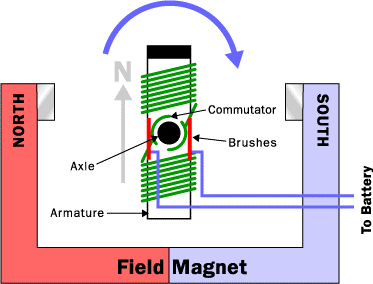 N
Commutator
NORTH
SOUTH
Brushes
Axle
Armature
To Battery
Field Magnet